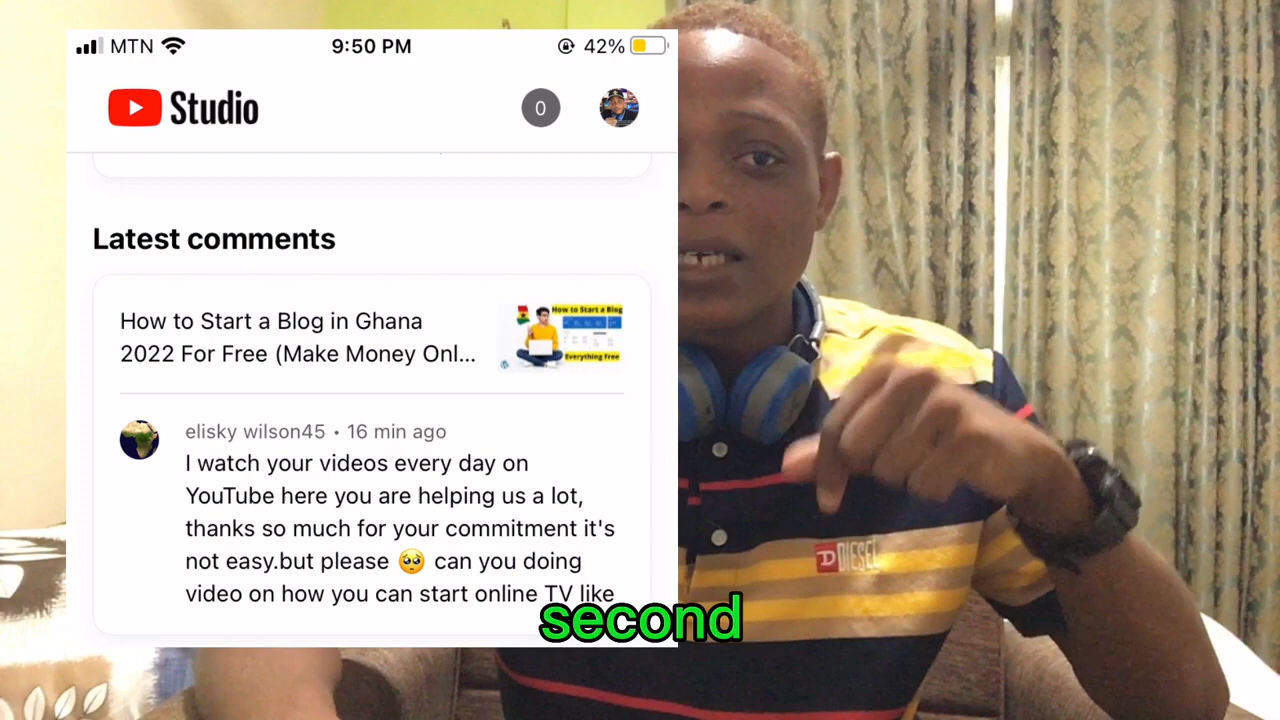 MTN
9:50 PM
42%
Studio
0
Latest comments
How to Start a Blog in Ghana
2022 For Free (Make Money Onl...
How to Start a Blog
Everything Free
elisky wilson45 • 16 min ago
I watch your videos every day on
YouTube here you are helping us a lot,
thanks so much for your commitment it's
not easy.but please 🥺 can you doing
video on how you can start online TV like
second
D DIESEL